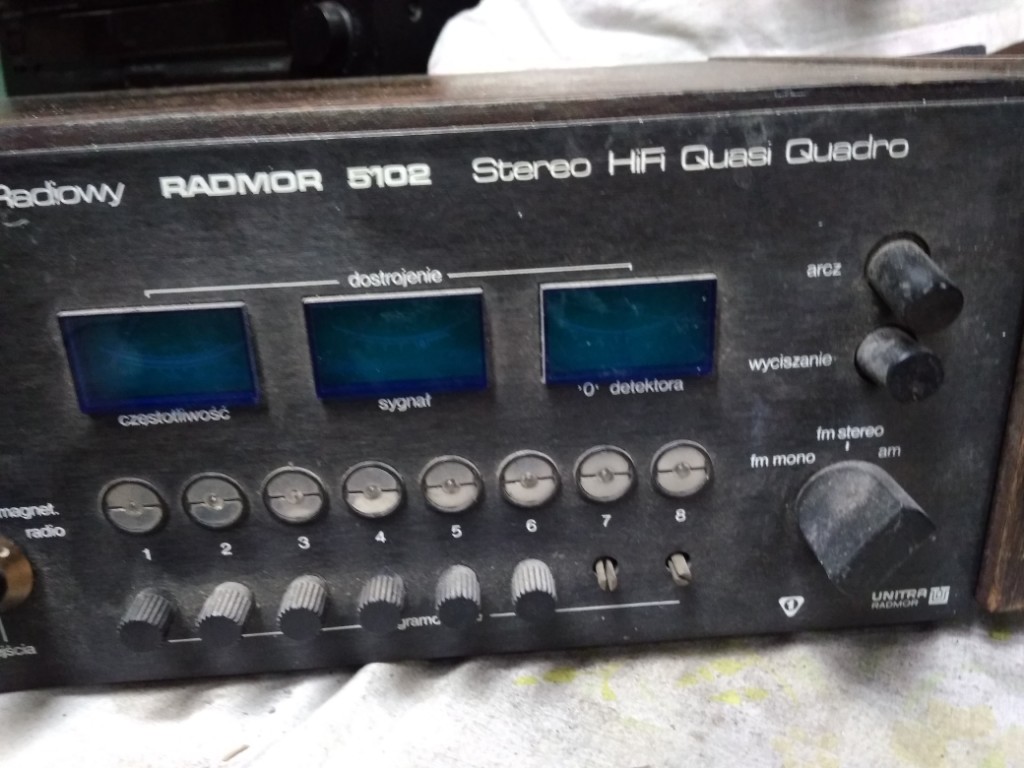 Radiowy RADMOR 5102 Stereo HiFi Quasi Quadro
dostrojenie
częstotliwość
sygnał
'0' detektora
arcz
wyciszanie
fm stereo
fm mono
am
magnet.
radio
1 2 3 4 5 6 7 8
1
UNITRA
RADMOR